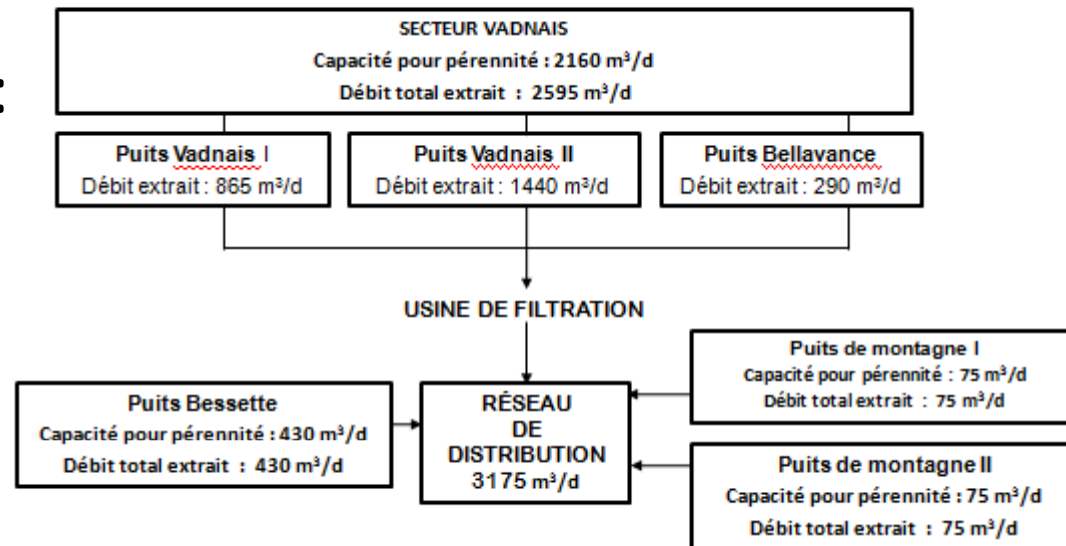 :
SECTEUR VADNAIS
Capacité pour pérennité : 2160 m³/d
Débit total extrait : 2595 m³/d
Puits Vadnais I
Débit extrait : 865 m³/d
Puits Vadnais II
Débit extrait : 1440 m³/d
Puits Bellavance
Débit extrait : 290 m³/d
USINE DE FILTRATION
Puits Bessette
Capacité pour pérennité : 430 m³/d
Débit total extrait : 430 m³/d
RÉSEAU
DE
DISTRIBUTION
3175 m³/d
Puits de montagne I
Capacité pour pérennité : 75 m³/d
Débit total extrait : 75 m³/d
Puits de montagne II
Capacité pour pérennité : 75 m³/d
Débit total extrait : 75 m³/d